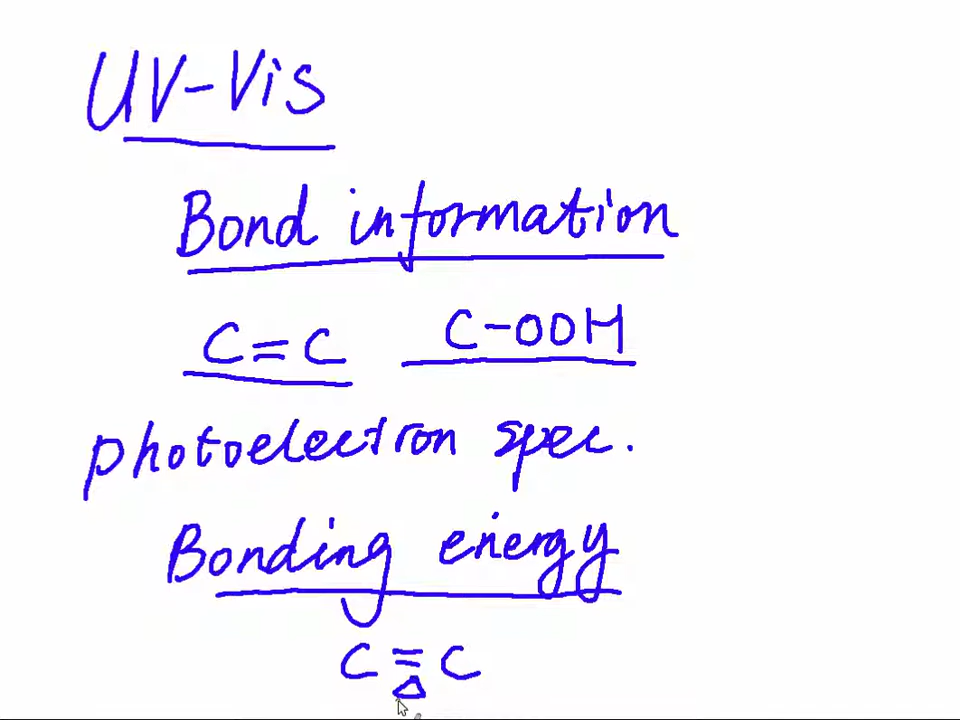 UV-Vis
Bond information
C=C C-OOH
photoelectron spec.
Bonding energy
C=C